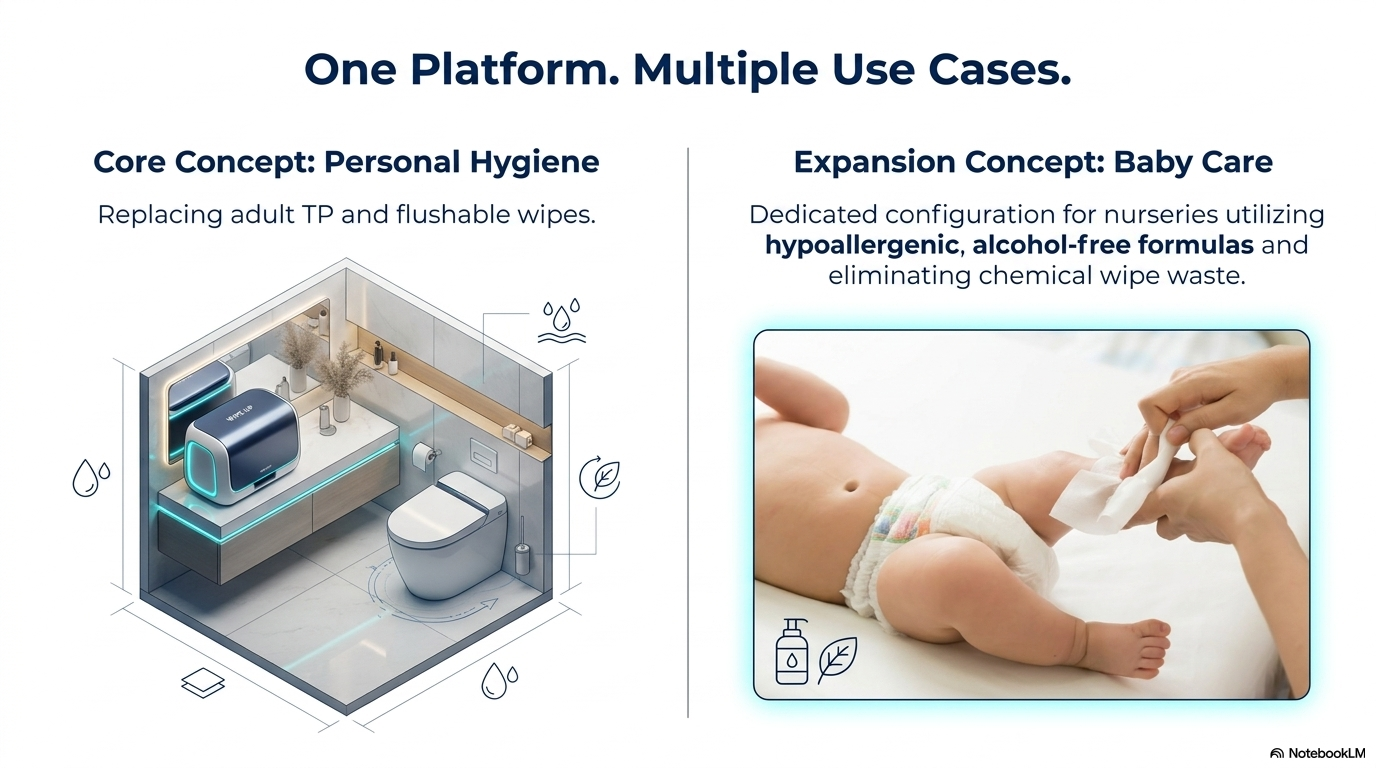 One Platform. Multiple Use Cases.
Core Concept: Personal Hygiene
Replacing adult TP and flushable wipes.
Expansion Concept: Baby Care
Dedicated configuration for nurseries utilizing
hypoallergenic, alcohol-free formulas and
eliminating chemical wipe waste.
NotebookLM